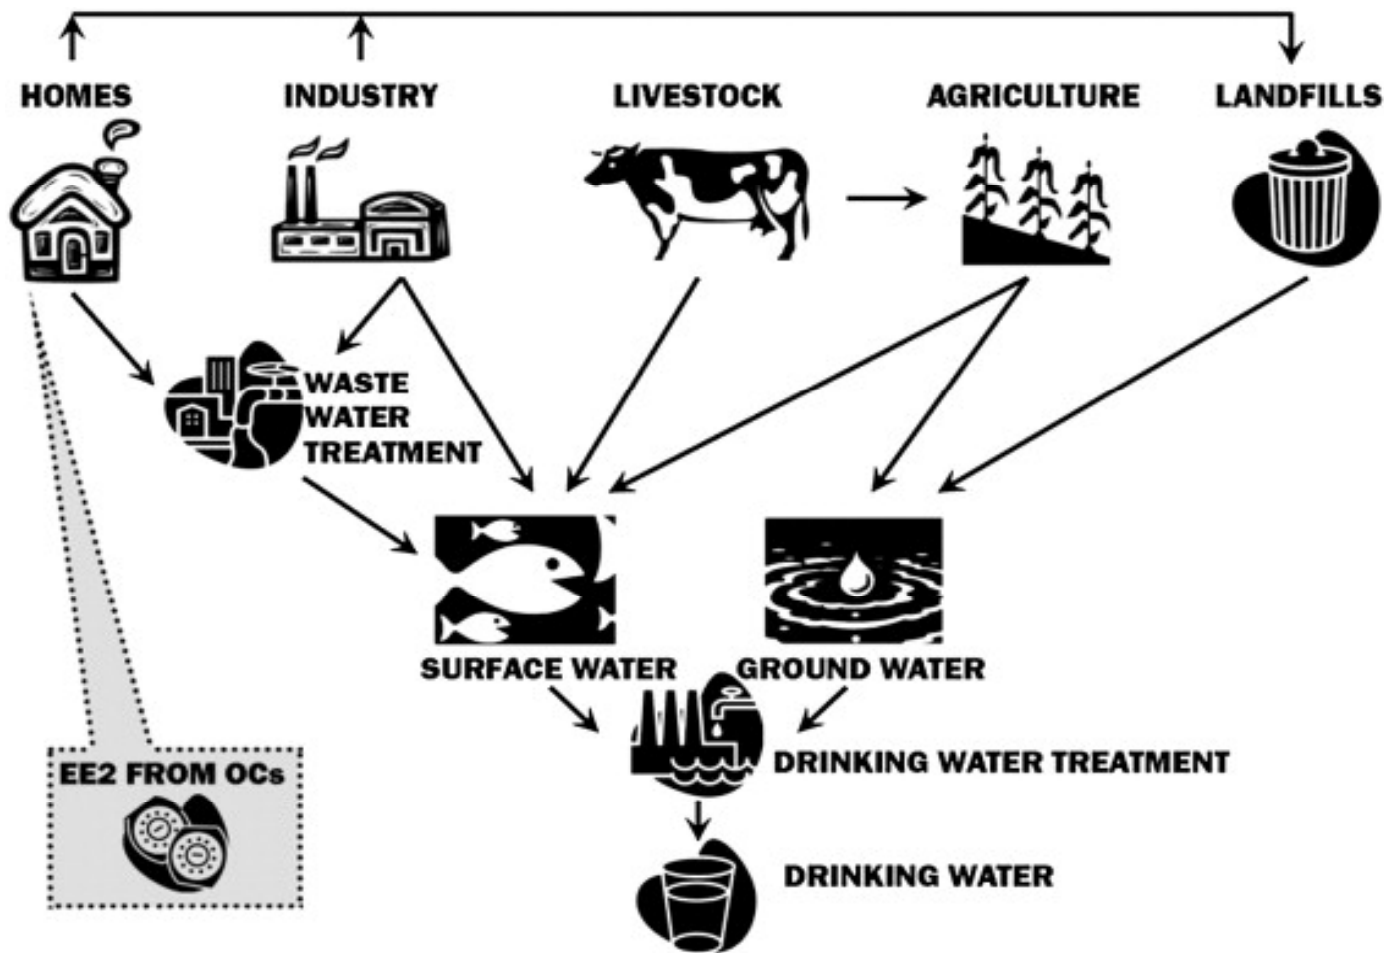 HOMES
INDUSTRY
LIVESTOCK
AGRICULTURE
LANDFILLS
WASTE
WATER
TREATMENT
SURFACE WATER
GROUND WATER
EE2 FROM OCs
DRINKING WATER TREATMENT
DRINKING WATER